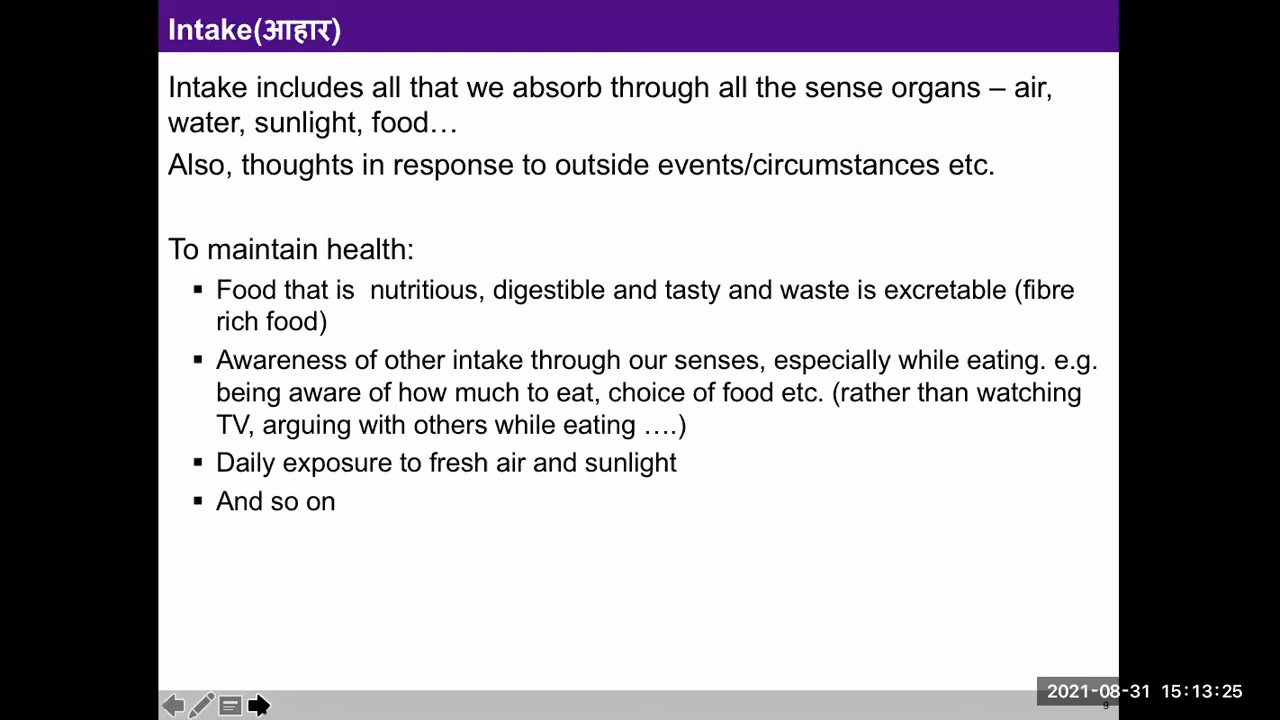 Intake(आहार)
Intake includes all that we absorb through all the sense organs – air,
water, sunlight, food…
Also, thoughts in response to outside events/circumstances etc.
To maintain health:
▪ Food that is  nutritious, digestible and tasty and waste is excretable (fibre
rich food)
▪ Awareness of other intake through our senses, especially while eating. e.g.
being aware of how much to eat, choice of food etc. (rather than watching
TV, arguing with others while eating ….)
▪ Daily exposure to fresh air and sunlight
▪ And so on
2021-08-31 15:13:25
9